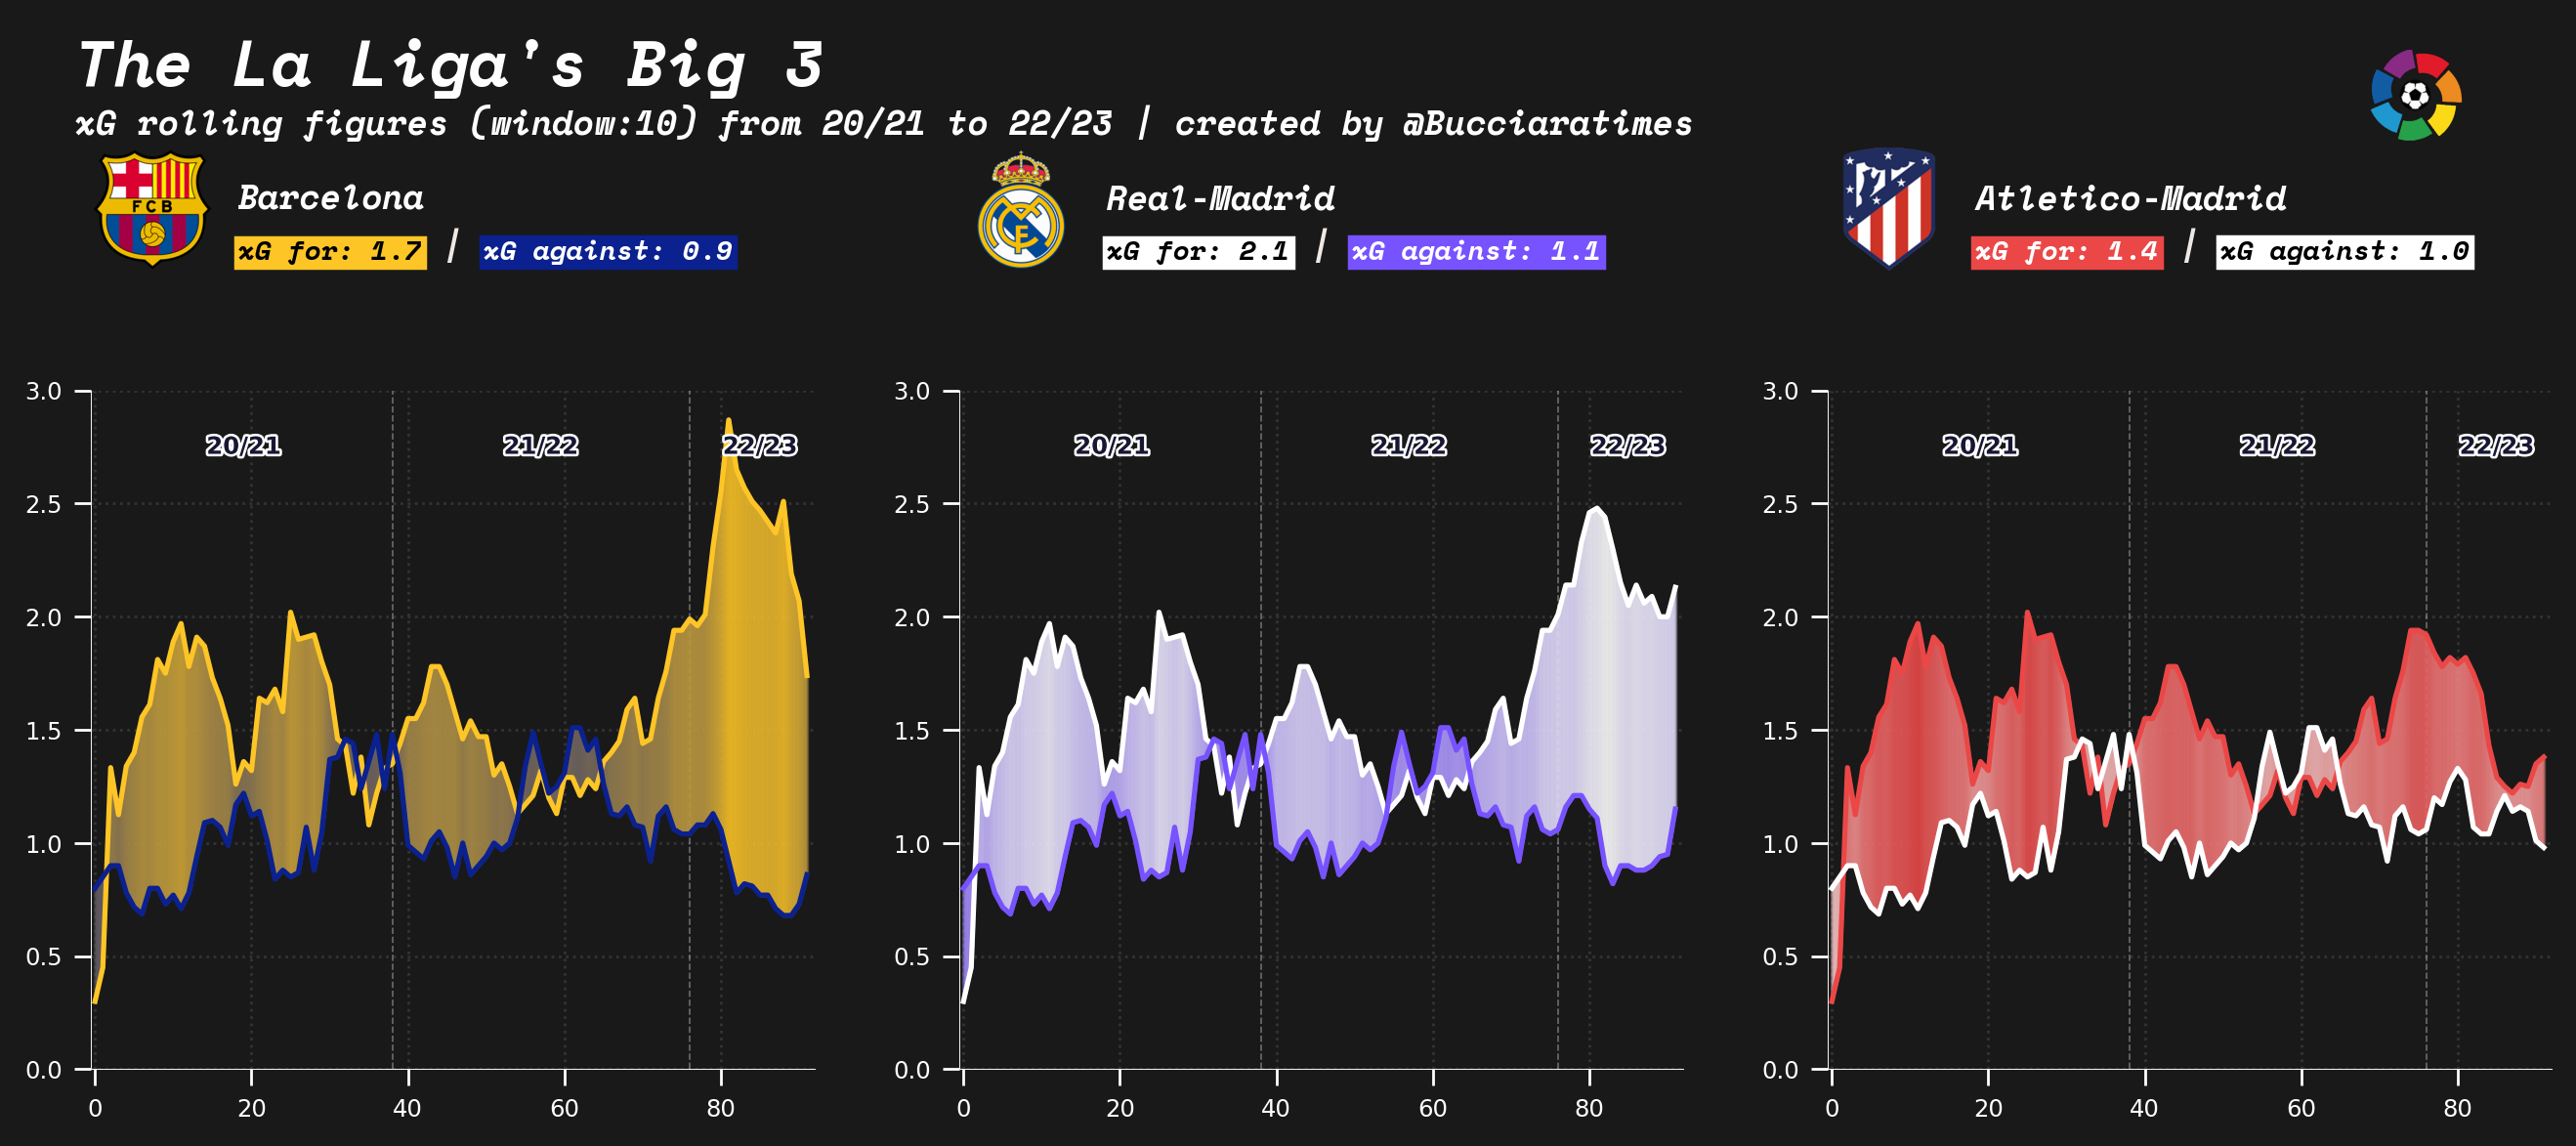 The La Liga's Big 3
xG rolling figures (window:10) from 20/21 to 22/23 | created by @Bucciaratimes
FCB
Barcelona
xG for: 1.7 / xG against: 0.9
Real-Madrid
xG for: 2.1 / xG against: 1.1
Atletico-Madrid
xG for: 1.4 / xG against: 1.0
3.0
2.5
2.0
1.5
1.0
0.5
0.0
20/21 21/22 22/23
0 20 40 60 80
3.0
2.5
2.0
1.5
1.0
0.5
0.0
20/21 21/22 22/23
0 20 40 60 80
3.0
2.5
2.0
1.5
1.0
0.5
0.0
20/21 21/22 22/23
0 20 40 60 80